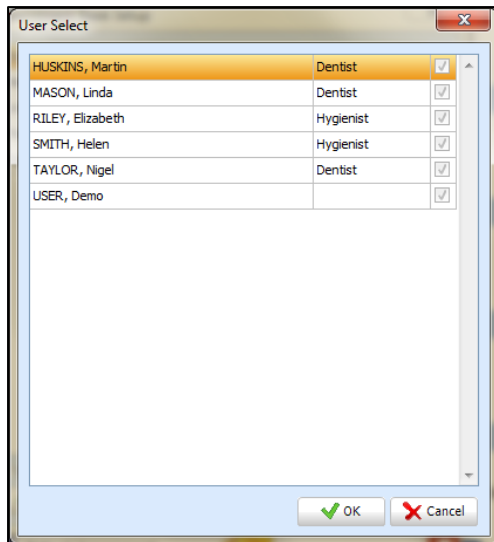 User Select
HUSKINS, Martin Dentist
MASON, Linda Dentist
RILEY, Elizabeth Hygienist
SMITH, Helen Hygienist
TAYLOR, Nigel Dentist
USER, Demo
OK Cancel